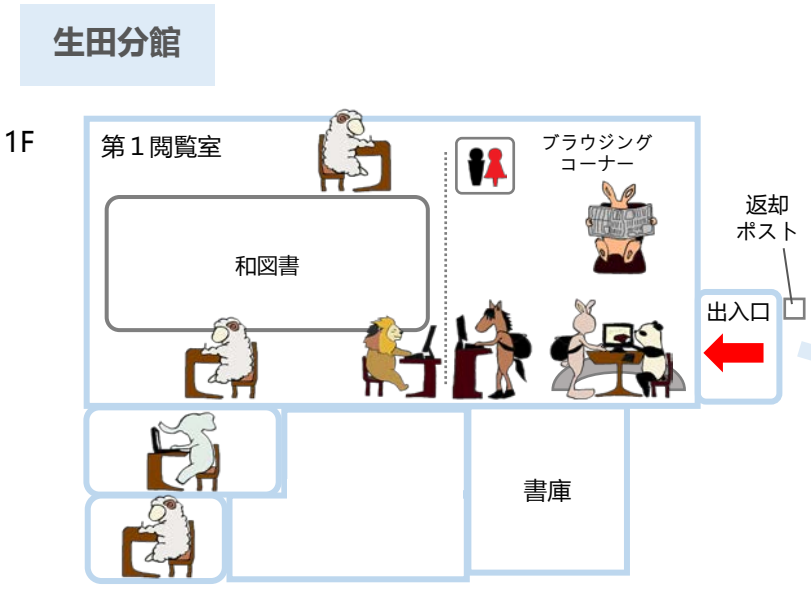 生田分館
1F
第１閲覧室
ブラウジング
コーナー
返却
ポスト
和図書
出入口
書庫